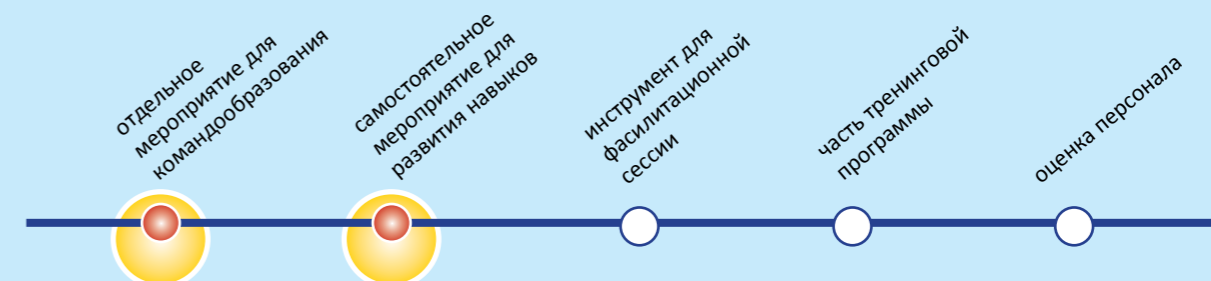 отдельное
мероприятие для
командообразования
самостоятельное
мероприятие для
развития навыков
инструмент для
фасилитационной
сессии
часть тренинговой
программы
оценка персонала